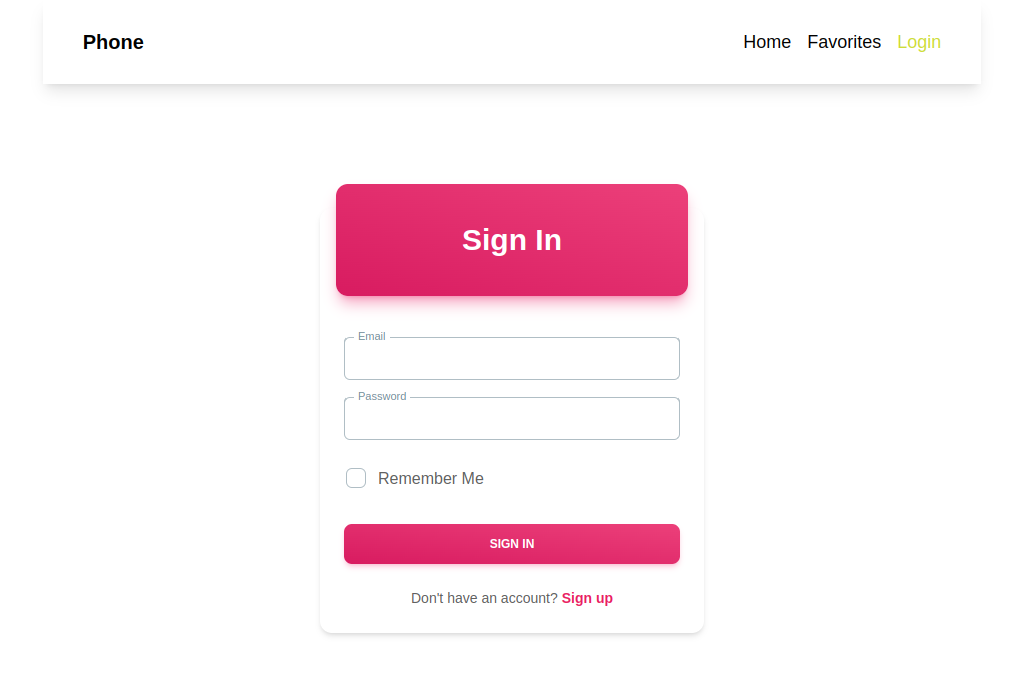 Phone
Home Favorites Login
Sign In
Email
Password
Remember Me
SIGN IN
Don't have an account? Sign up